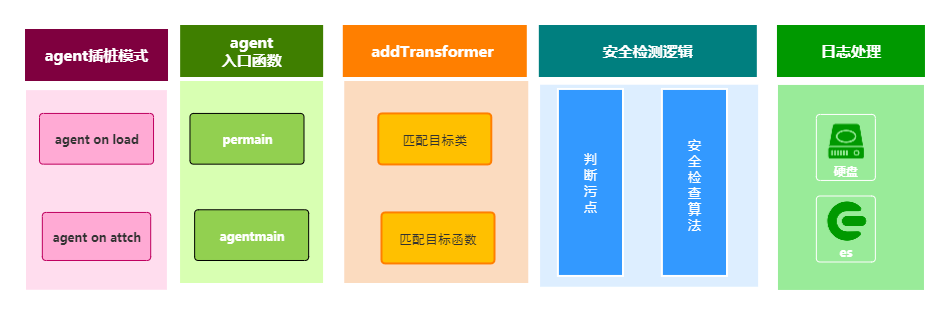 agent插桩模式
agent on load
agent on attch
agent
入口函数
permain
agentmain
addTransformer
匹配目标类
匹配目标函数
安全检测逻辑
判断污点
安全检查算法
日志处理
硬盘
es